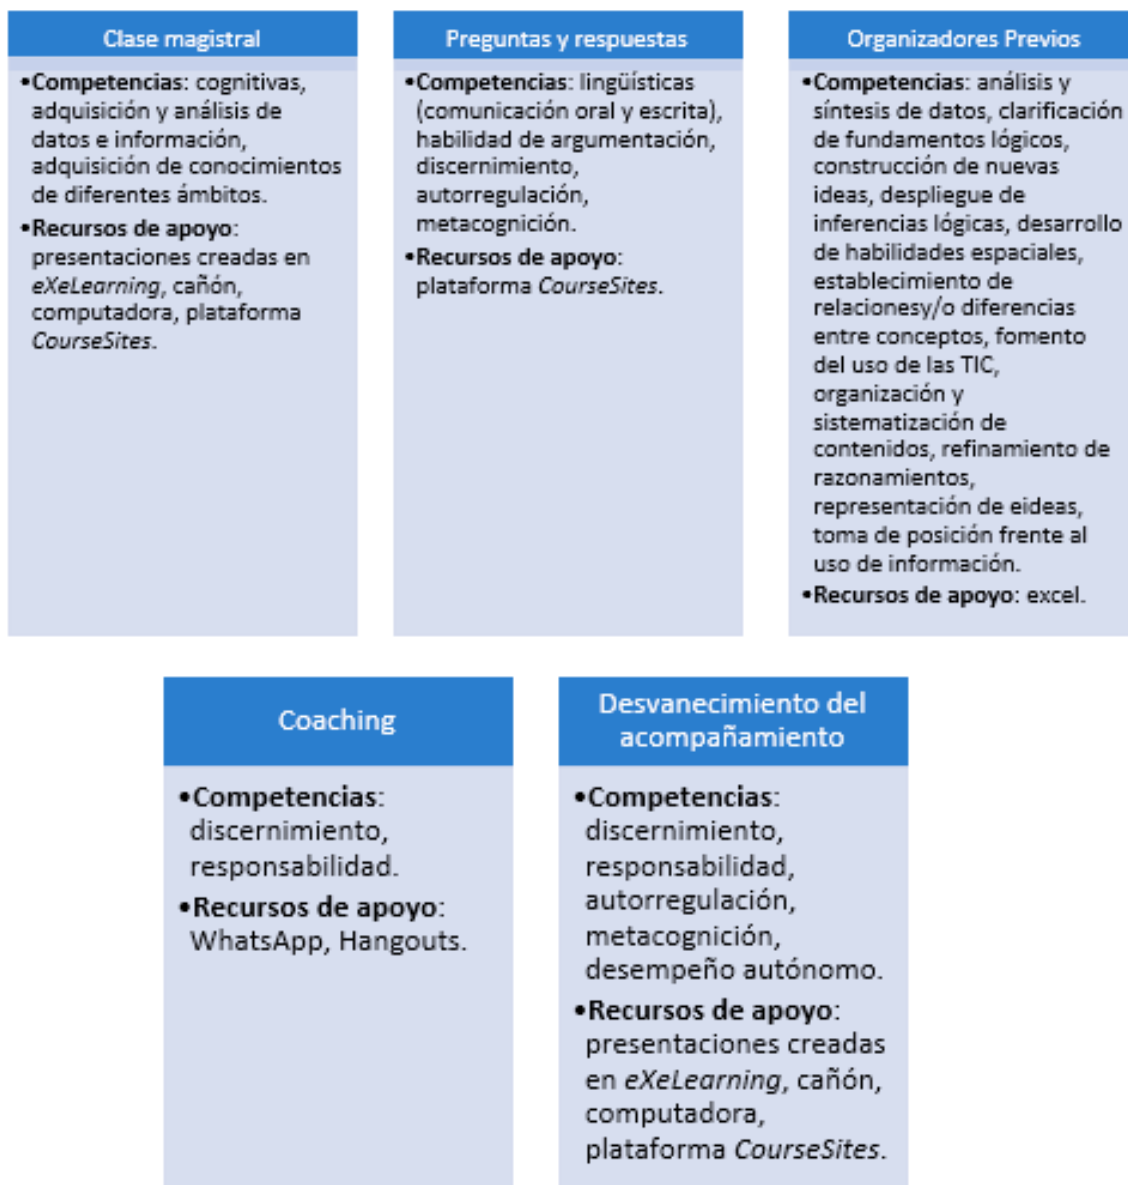 Clase magistral
•Competencias: cognitivas,
adquisición y análisis de
datos e información,
adquisición de conocimientos
de diferentes ámbitos.
•Recursos de apoyo:
presentaciones creadas en
eXeLearning, cañón,
computadora, plataforma
CourseSites.
Preguntas y respuestas
•Competencias: lingüísticas
(comunicación oral y escrita),
habilidad de argumentación,
discernimiento,
autorregulación,
metacognición.
•Recursos de apoyo:
plataforma CourseSites.
Organizadores Previos
•Competencias: análisis y
síntesis de datos, clarificación
de fundamentos lógicos,
construcción de nuevas
ideas, despliegue de
inferencias lógicas, desarrollo
de habilidades espaciales,
establecimiento de
relacionesy/o diferencias
entre conceptos, fomento
del uso de las TIC,
organización y
sistematización de
contenidos, refinamiento de
razonamientos,
representación de eideas,
toma de posición frente al
uso de información.
•Recursos de apoyo: excel.
Coaching
•Competencias:
discernimiento,
responsabilidad.
•Recursos de apoyo:
WhatsApp, Hangouts.
Desvanecimiento del
acompañamiento
•Competencias:
discernimiento,
responsabilidad,
autorregulación,
metacognición,
desempeño autónomo.
•Recursos de apoyo:
presentaciones creadas
en eXeLearning, cañón,
computadora,
plataforma CourseSites.